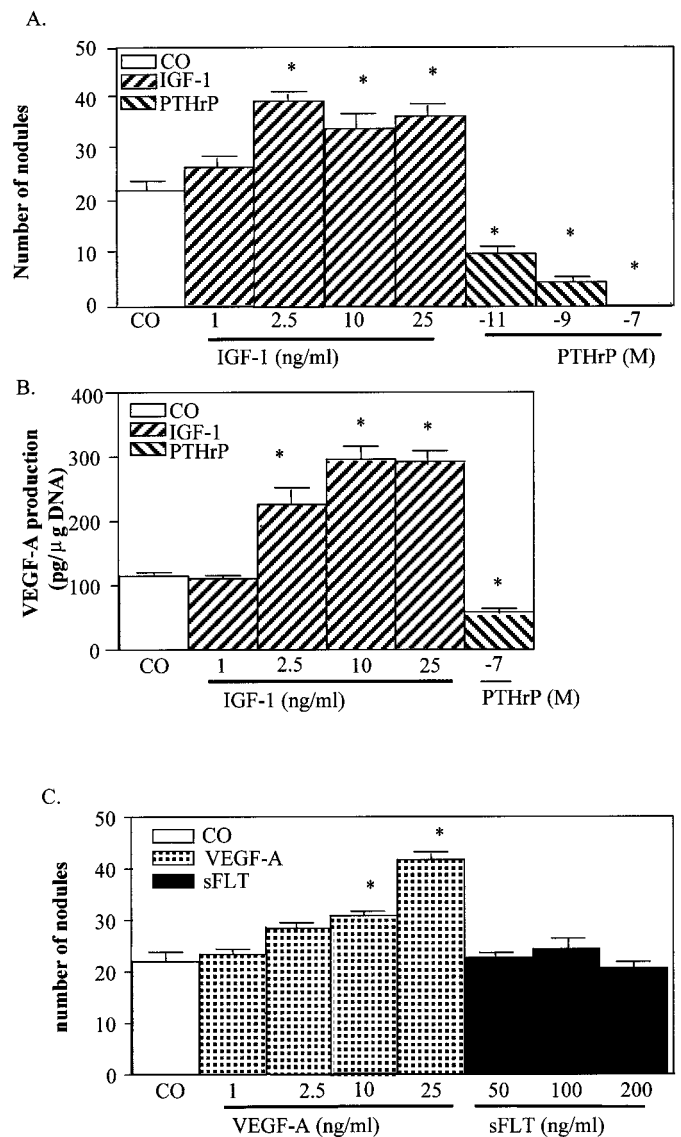 A.
50
40
30
20
10
0
Number of nodules
CO
IGF-1
PTHrP
*
*
*
*
*
*
CO
1
2.5
10
25
-11
-9
-7
IGF-1 (ng/ml)
PTHrP (M)
B.
400
300
200
100
0
VEGF-A production
(pg/μg DNA)
CO
IGF-1
PTHrP
*
*
*
*
CO
1
2.5
10
25
-7
IGF-1 (ng/ml)
PTHrP (M)
C.
50
40
30
20
10
0
number of nodules
CO
VEGF-A
sFLT
*
*
CO
1
2.5
10
25
50
100
200
VEGF-A (ng/ml)
sFLT (ng/ml)